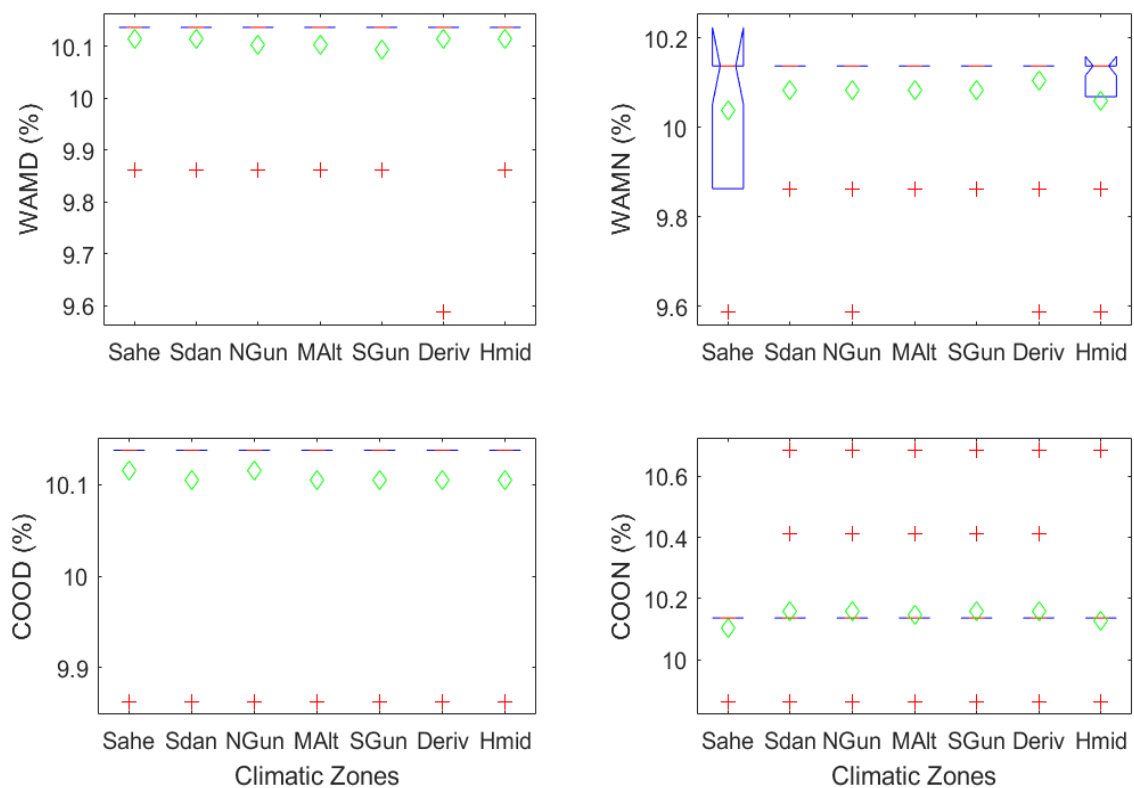 WAMD (%)
10.1
10
9.9
9.8
9.7
9.6
Sahe Sdan NGun MAlt SGun Deriv Hmid
WAMN (%)
10.2
10
9.8
9.6
Sahe Sdan NGun MAlt SGun Deriv Hmid
COOD (%)
10.1
10
9.9
Sahe Sdan NGun MAlt SGun Deriv Hmid
Climatic Zones
COON (%)
10.6
10.4
10.2
10
Sahe Sdan NGun MAlt SGun Deriv Hmid
Climatic Zones